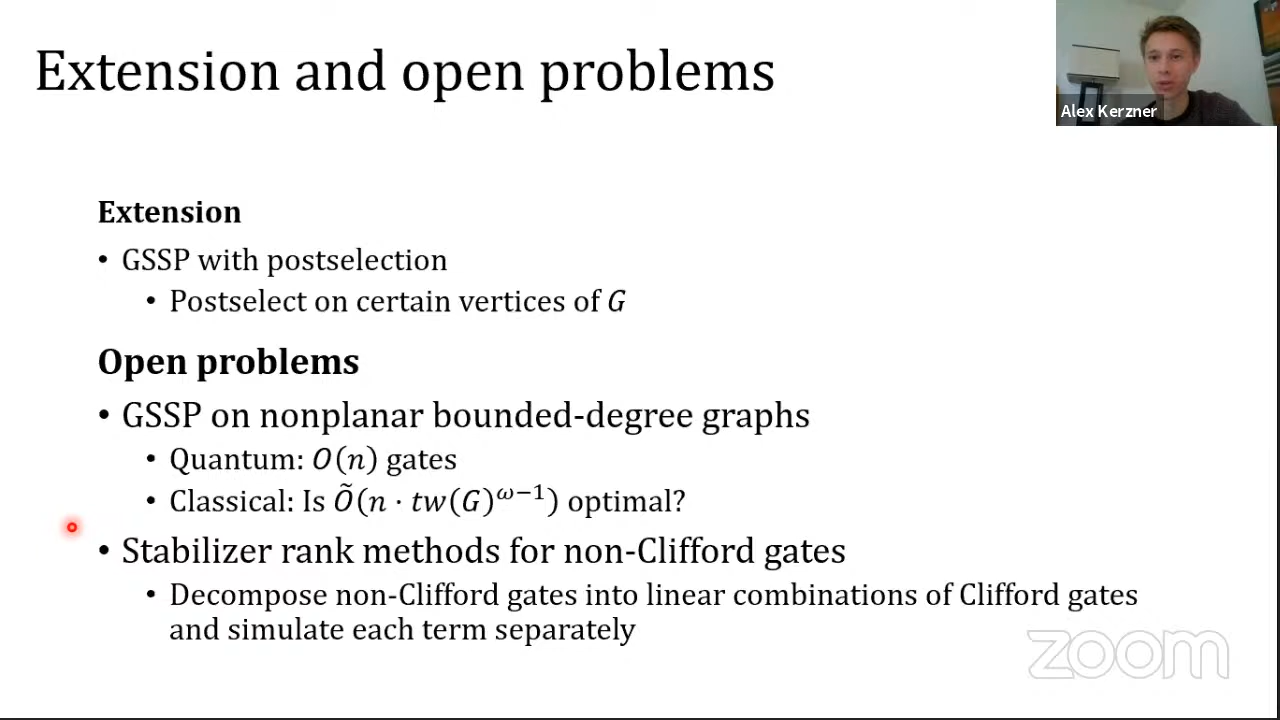 Extension and open problems
Alex Kerzner
Extension
• GSSP with postselection
• Postselect on certain vertices of G
Open problems
• GSSP on nonplanar bounded-degree graphs
• Quantum: O(n) gates
• Classical: Is Õ(n · tw(G)^{ω−1}) optimal?
• Stabilizer rank methods for non-Clifford gates
• Decompose non-Clifford gates into linear combinations of Clifford gates
and simulate each term separately
zoom